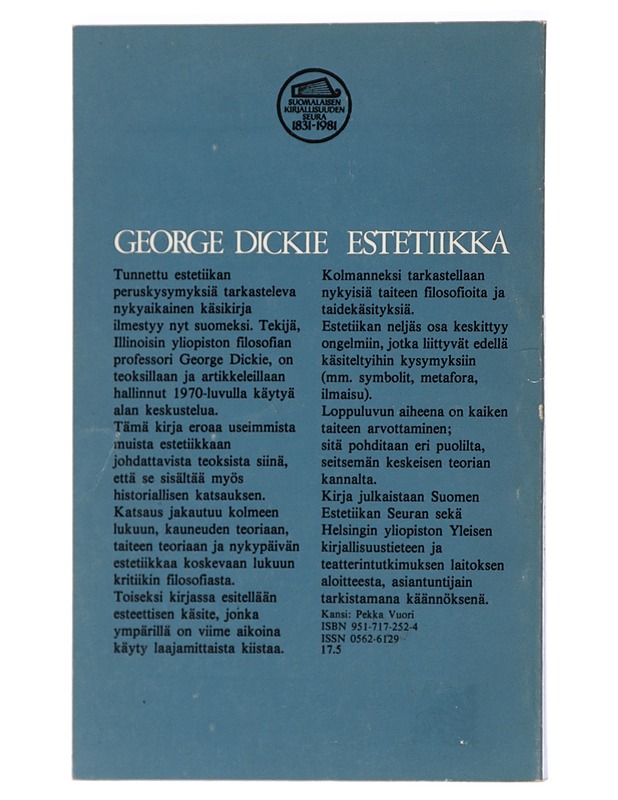 SUOMALAISEN
KIRJALLISUUDEN
SEURA
1831-1981
GEORGE DICKIE ESTETIIKKA
Tunnettu estetiikan
peruskysymyksiä tarkasteleva
nykyaikainen käsikirja
ilmestyy nyt suomeksi. Tekijä,
Illinoisin yliopiston filosofian
professori George Dickie, on
teoksillaan ja artikkeleillaan
hallinnut 1970-luvulla käytyä
alan keskustelua.
Tämä kirja eroaa useimmista
muista estetiikkaan
johdattavista teoksista siinä,
että se sisältää myös
historiallisen katsauksen.
Katsaus jakautuu kolmeen
lukuun, kauneuden teoriaan,
taiteen teoriaan ja nykypäivän
estetiikkaa koskevaan lukuun
kritiikin filosofiasta.
Toiseksi kirjassa esitellään
esteettisen käsite, jonka
ympärillä on viime aikoina
käyty laajamittaista kiistaa.
Kolmanneksi tarkastellaan
nykyisiä taiteen filosofioita ja
taidekäsityksiä.
Estetiikan neljäs osa keskittyy
ongelmiin, jotka liittyvät edellä
käsiteltyihin kysymyksiin
(mm. symbolit, metafora,
ilmaisu).
Loppuluvun aiheena on kaiken
taiteen arvottaminen;
sitä pohditaan eri puolilta,
seitsemän keskeisen teorian
kannalta.
Kirja julkaistaan Suomen
Estetiikan Seuran sekä
Helsingin yliopiston Yleisen
kirjallisuustieteen ja
teatterintutkimuksen laitoksen
aloitteesta, asiantuntijain
tarkistamana käännöksenä.
Kansi: Pekka Vuori
ISBN 951-717-252-4
ISSN 0562-6129
17.5